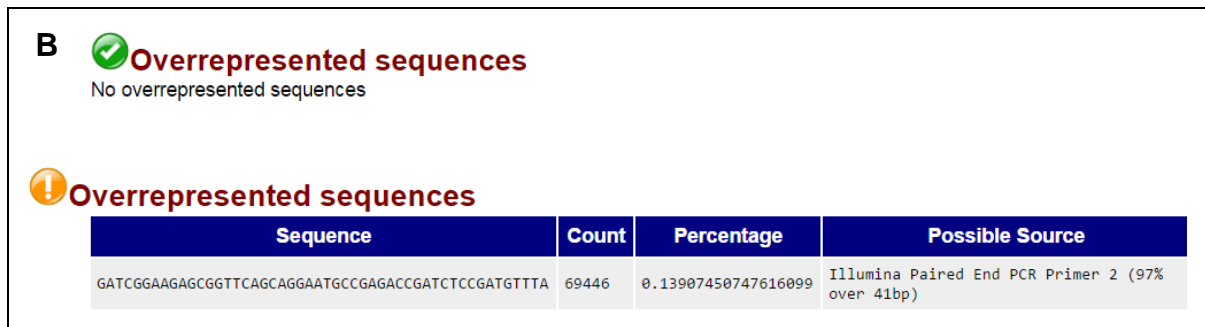 B
Overrepresented sequences
No overrepresented sequences
Overrepresented sequences
Sequence Count Percentage Possible Source
GATCGGAAGAGCGGTTCAGCAGGAATGCCGAGACCGATCTCCGATGTTTA 69446 0.13907450747616099 Illumina Paired End PCR Primer 2 (97%
over 41bp)